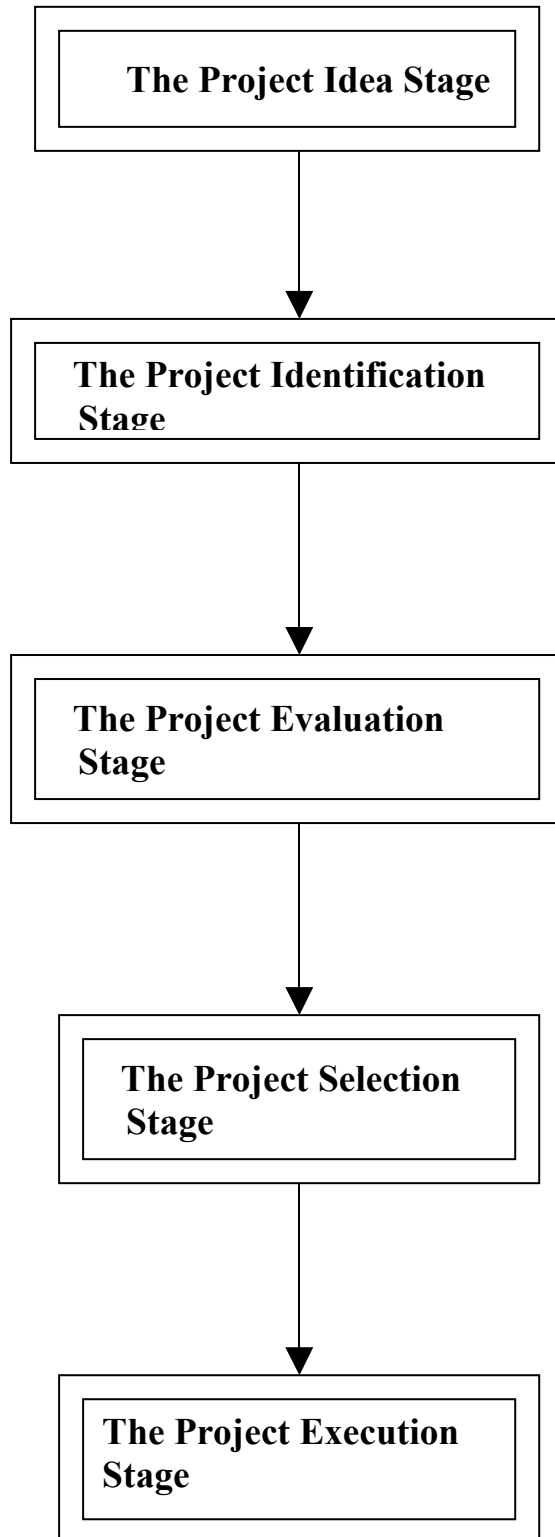 The Project Idea Stage
The Project Identification
Stage
The Project Evaluation
Stage
The Project Selection
Stage
The Project Execution
Stage